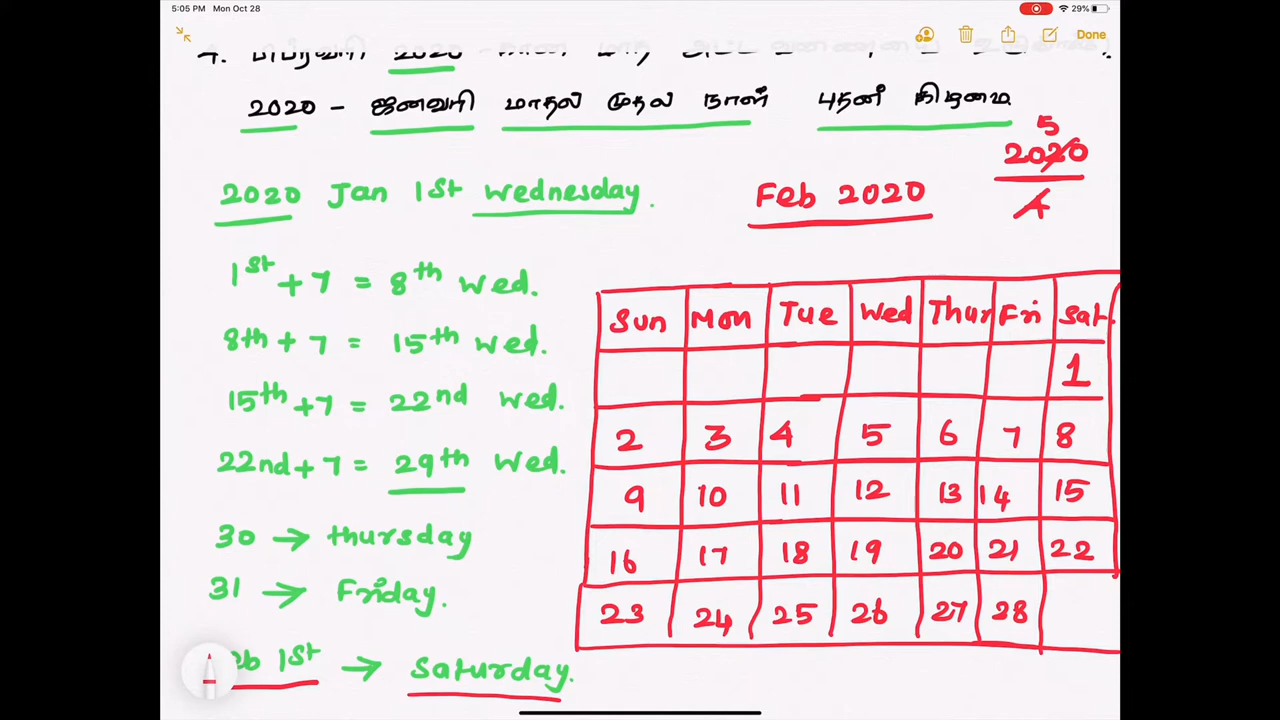 5:05 PM Mon Oct 28
29%
Done
4. பிப்ரவரி 2020
2020 - ஜனவரி மாதல் முதல் நாள் புதன் கிழமை.
5
2020
4
2020 Jan 1st Wednesday.
Feb 2020
1st + 7 = 8th Wed.
8th + 7 = 15th Wed.
15th + 7 = 22nd Wed.
22nd + 7 = 29th Wed.
30 → Thursday
31 → Friday.
1st → Saturday.
Sun Mon Tue Wed Thur Fri Sat.
1
2 3 4 5 6 7 8
9 10 11 12 13 14 15
16 17 18 19 20 21 22
23 24 25 26 27 28